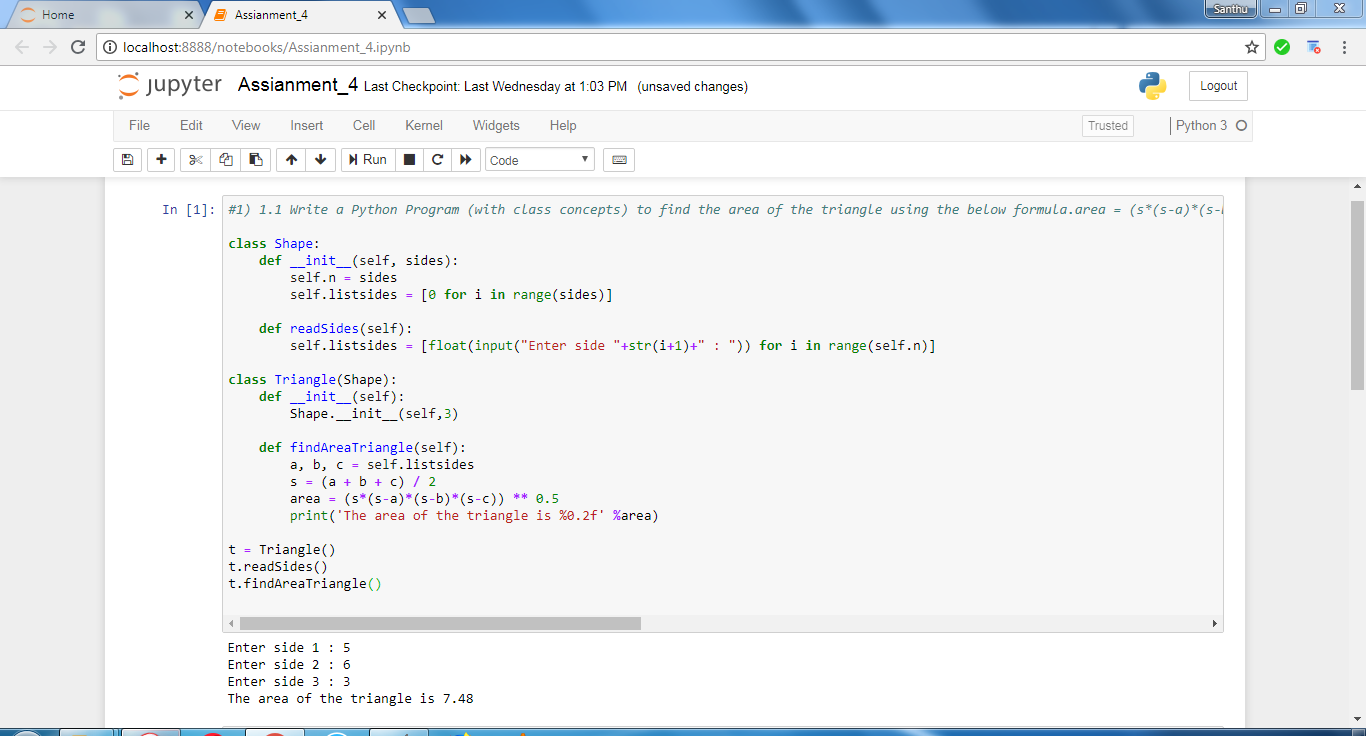 Home
Assianment_4
Santhu
localhost:8888/notebooks/Assianment_4.ipynb
jupyter Assianment_4 Last Checkpoint: Last Wednesday at 1:03 PM (unsaved changes)
Logout
File Edit View Insert Cell Kernel Widgets Help
Trusted
Python 3
Run
Code
In [1]:
#1) 1.1 Write a Python Program (with class concepts) to find the area of the triangle using the below formula.area = (s*(s-a)*(s-
class Shape:
    def __init__(self, sides):
        self.n = sides
        self.listsides = [0 for i in range(sides)]
    def readSides(self):
        self.listsides = [float(input("Enter side "+str(i+1)+" : ")) for i in range(self.n)]
class Triangle(Shape):
    def __init__(self):
        Shape.__init__(self,3)
    def findAreaTriangle(self):
        a, b, c = self.listsides
        s = (a + b + c) / 2
        area = (s*(s-a)*(s-b)*(s-c)) ** 0.5
        print('The area of the triangle is %0.2f' %area)
t = Triangle()
t.readSides()
t.findAreaTriangle()
Enter side 1 : 5
Enter side 2 : 6
Enter side 3 : 3
The area of the triangle is 7.48